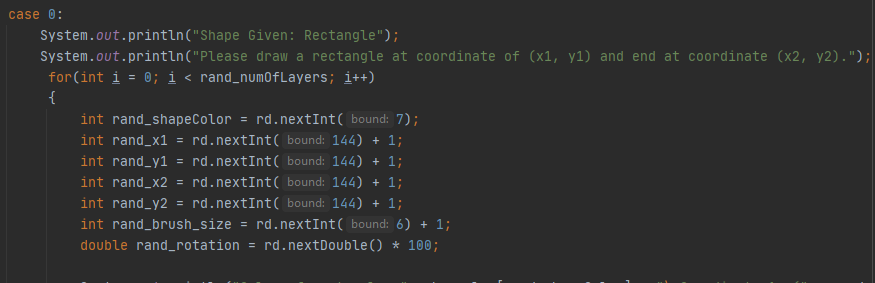 case 0:
System.out.println("Shape Given: Rectangle");
System.out.println("Please draw a rectangle at coordinate of (x1, y1) and end at coordinate (x2, y2).");
for(int i = 0; i < rand_numOfLayers; i++)
{
int rand_shapeColor = rd.nextInt( bound: 7);
int rand_x1 = rd.nextInt( bound: 144) + 1;
int rand_y1 = rd.nextInt( bound: 144) + 1;
int rand_x2 = rd.nextInt( bound: 144) + 1;
int rand_y2 = rd.nextInt( bound: 144) + 1;
int rand_brush_size = rd.nextInt( bound: 6) + 1;
double rand_rotation = rd.nextDouble() * 100;